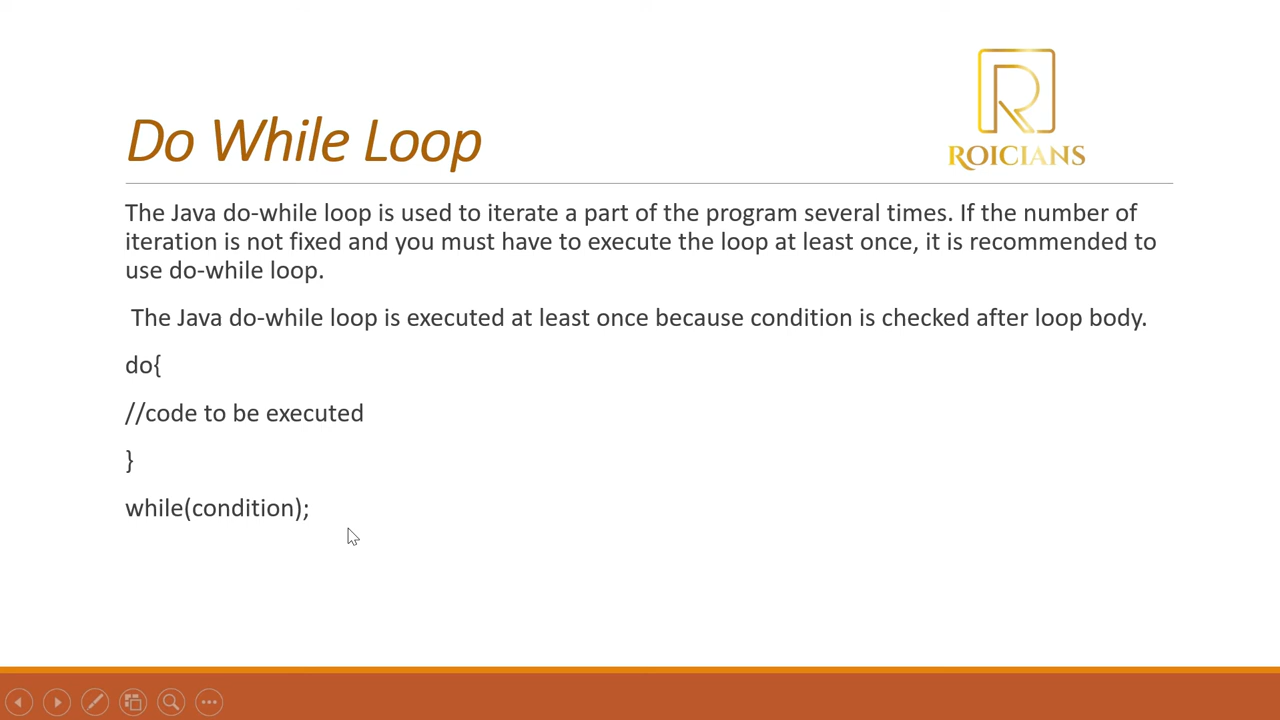 ROICIANS
Do While Loop
The Java do-while loop is used to iterate a part of the program several times. If the number of
iteration is not fixed and you must have to execute the loop at least once, it is recommended to
use do-while loop.
The Java do-while loop is executed at least once because condition is checked after loop body.
do{
//code to be executed
}
while(condition);